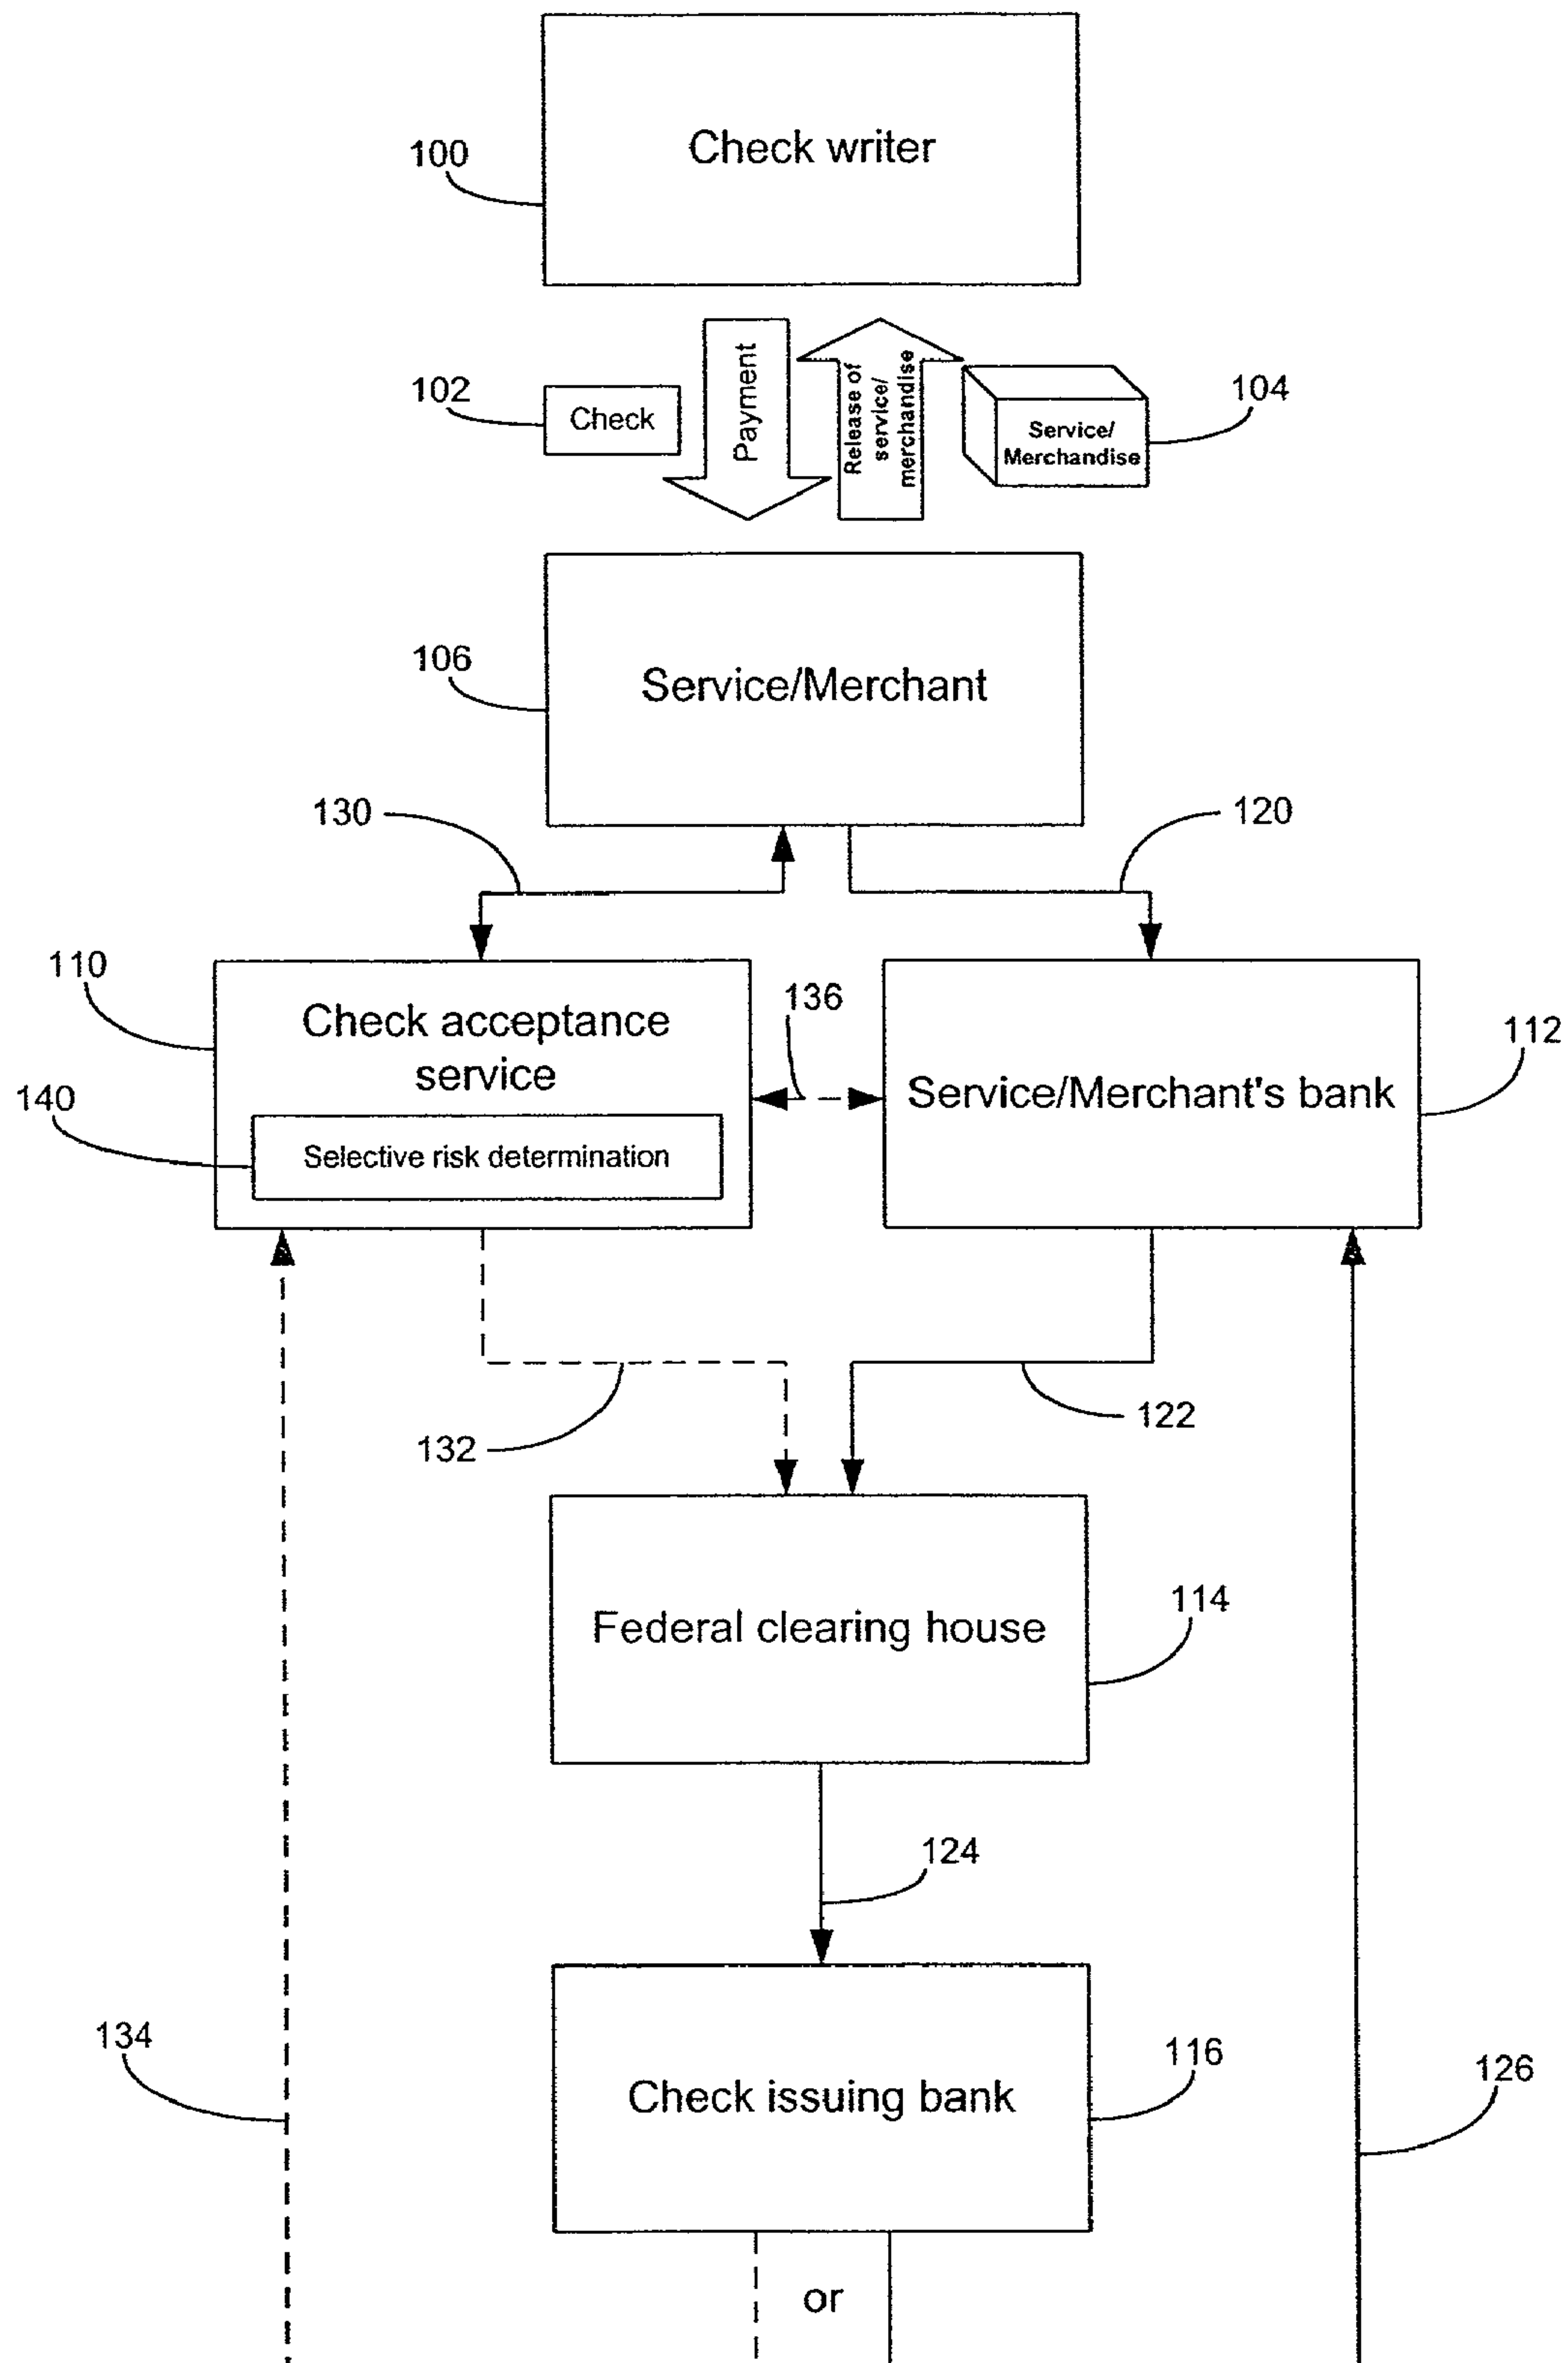 Check writer
100
102
Check
Payment
Release of
service/
merchandise
Service/
Merchandise
104
106
Service/Merchant
130
120
110
Check acceptance
service
136
112
Service/Merchant's bank
140
Selective risk determination
132
122
Federal clearing house
114
124
134
Check issuing bank
116
126
or